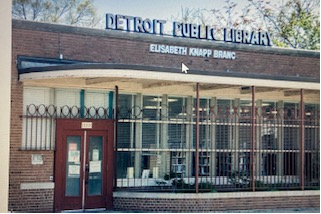 DETROIT PUBLIC LIBRARY
ELISABETH KNAPP BRANC